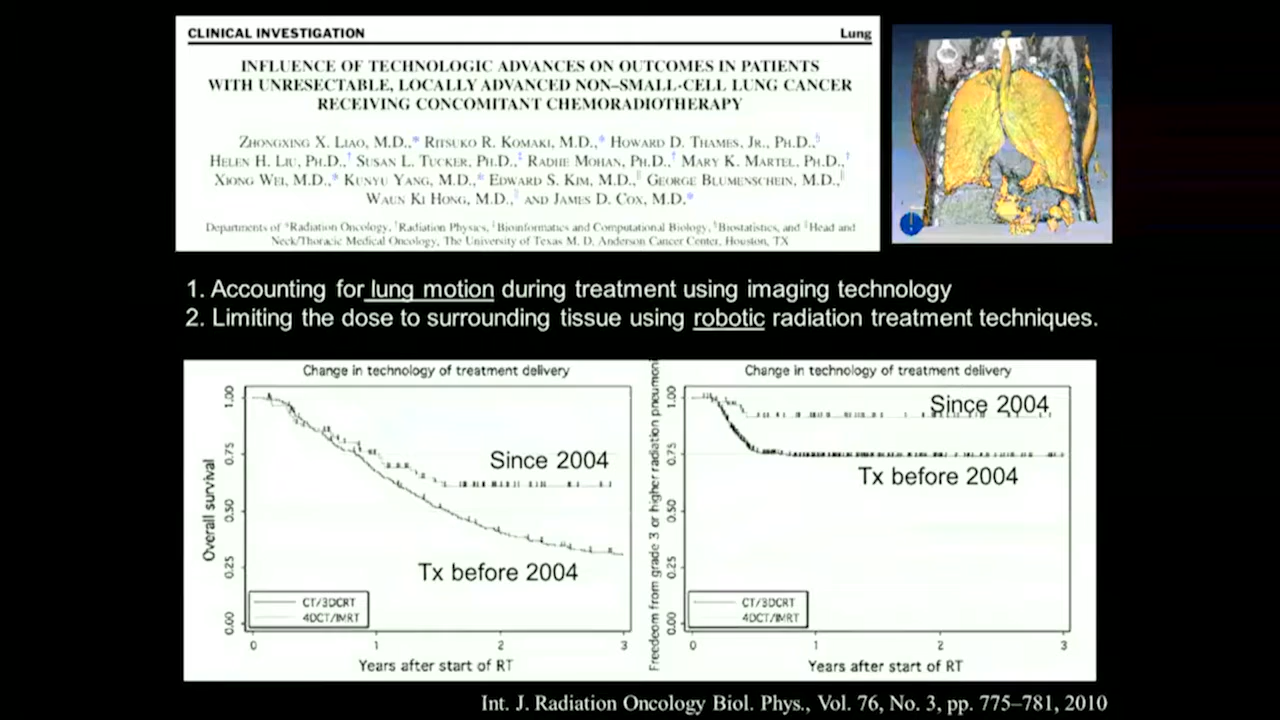 CLINICAL INVESTIGATION
Lung
INFLUENCE OF TECHNOLOGIC ADVANCES ON OUTCOMES IN PATIENTS
WITH UNRESECTABLE, LOCALLY ADVANCED NON–SMALL-CELL LUNG CANCER
RECEIVING CONCOMITANT CHEMORADIOTHERAPY
ZHONGXING X. LIAO, M.D.,* RITSUKO R. KOMAKI, M.D.,* HOWARD D. THAMES, JR., PH.D.,§
HELEN H. LIU, PH.D.,† SUSAN L. TUCKER, PH.D.,‡ RADHE MOHAN, PH.D.,† MARY K. MARTEL, PH.D.,†
XIONG WEI, M.D.,* KUNYU YANG, M.D.,* EDWARD S. KIM, M.D.,‖ GEORGE BLUMENSCHEIN, M.D.,‖
WAUN KI HONG, M.D., AND JAMES D. COX, M.D.*
Departments of *Radiation Oncology, †Radiation Physics, ‡Bioinformatics and Computational Biology, §Biostatistics, and ‖Head and
Neck/Thoracic Medical Oncology, The University of Texas M. D. Anderson Cancer Center, Houston, TX
1. Accounting for lung motion during treatment using imaging technology
2. Limiting the dose to surrounding tissue using robotic radiation treatment techniques.
Change in technology of treatment delivery
Overall survival
1.00
0.75
0.50
0.25
0.00
Since 2004
Tx before 2004
CT/3DCRT
4DCT/IMRT
0 1 2 3
Years after start of RT
Change in technology of treatment delivery
Freedeom from grade 3 or higher radiation pneumoni
1.00
0.75
0.50
0.25
0.00
Since 2004
Tx before 2004
CT/3DCRT
4DCT/IMRT
0 1 2 3
Years after start of RT
Int. J. Radiation Oncology Biol. Phys., Vol. 76, No. 3, pp. 775–781, 2010